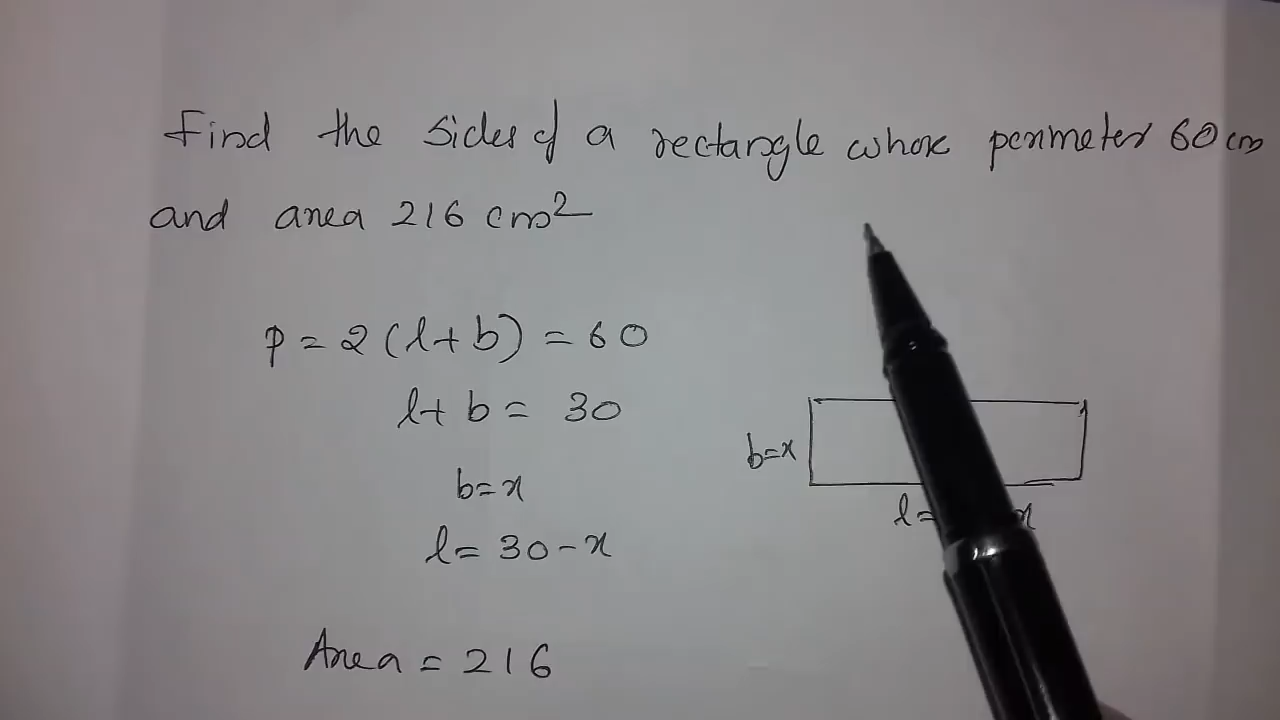 Find the sides of a rectangle whose perimeter 60 cm
and area 216 cm²
P = 2 (l + b) = 60
l + b = 30
b = x
l = 30 - x
b = x
l =
x
Area = 216